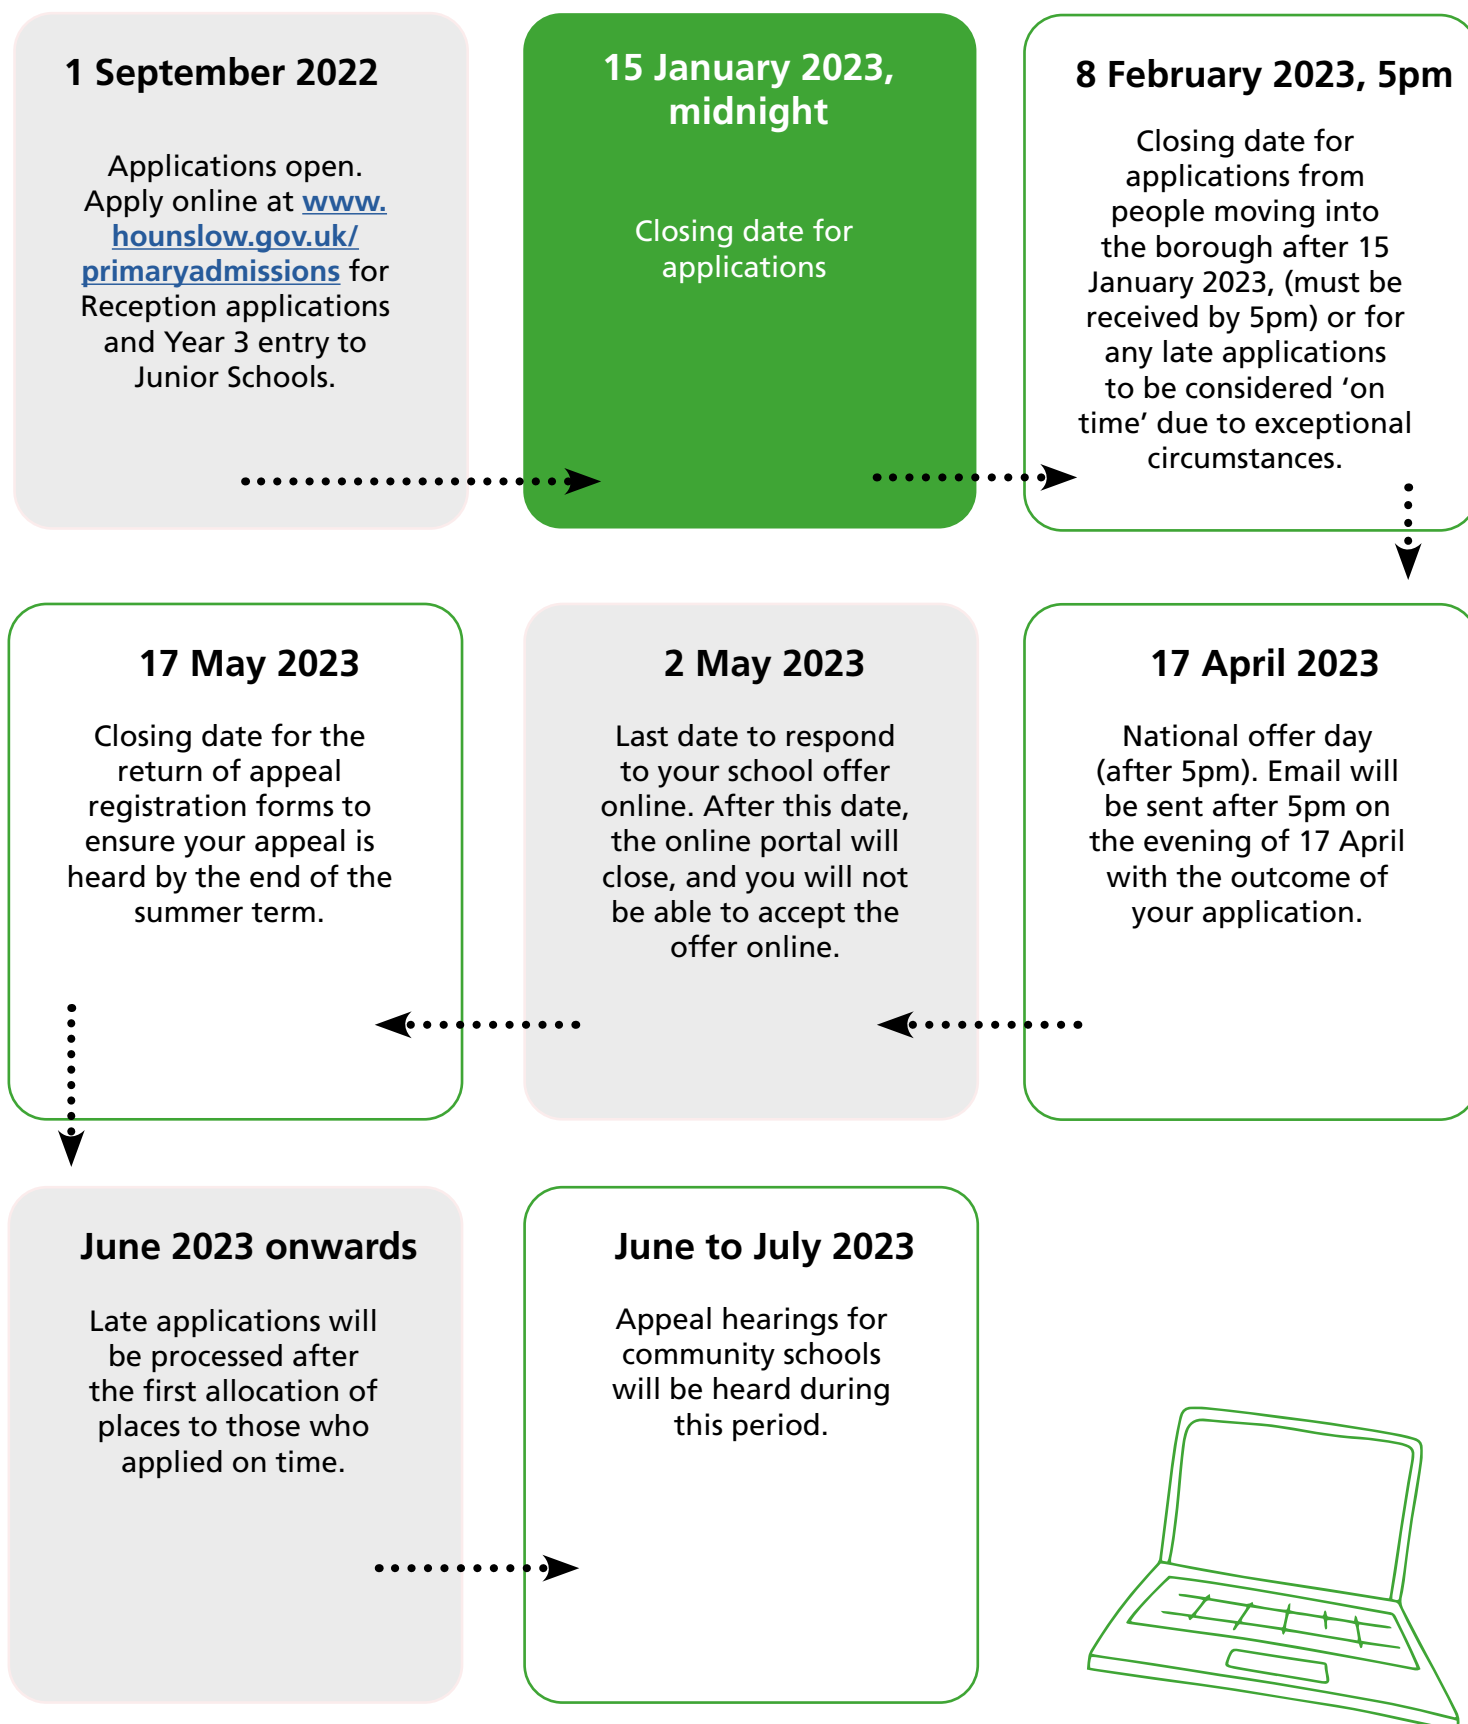 1 September 2022
Applications open.
Apply online at www.
hounslow.gov.uk/
primaryadmissions for
Reception applications
and Year 3 entry to
Junior Schools.
15 January 2023,
midnight
Closing date for
applications
8 February 2023, 5pm
Closing date for
applications from
people moving into
the borough after 15
January 2023, (must be
received by 5pm) or for
any late applications
to be considered ‘on
time’ due to exceptional
circumstances.
17 April 2023
National offer day
(after 5pm). Email will
be sent after 5pm on
the evening of 17 April
with the outcome of
your application.
2 May 2023
Last date to respond
to your school offer
online. After this date,
the online portal will
close, and you will not
be able to accept the
offer online.
17 May 2023
Closing date for the
return of appeal
registration forms to
ensure your appeal is
heard by the end of the
summer term.
June 2023 onwards
Late applications will
be processed after
the first allocation of
places to those who
applied on time.
June to July 2023
Appeal hearings for
community schools
will be heard during
this period.